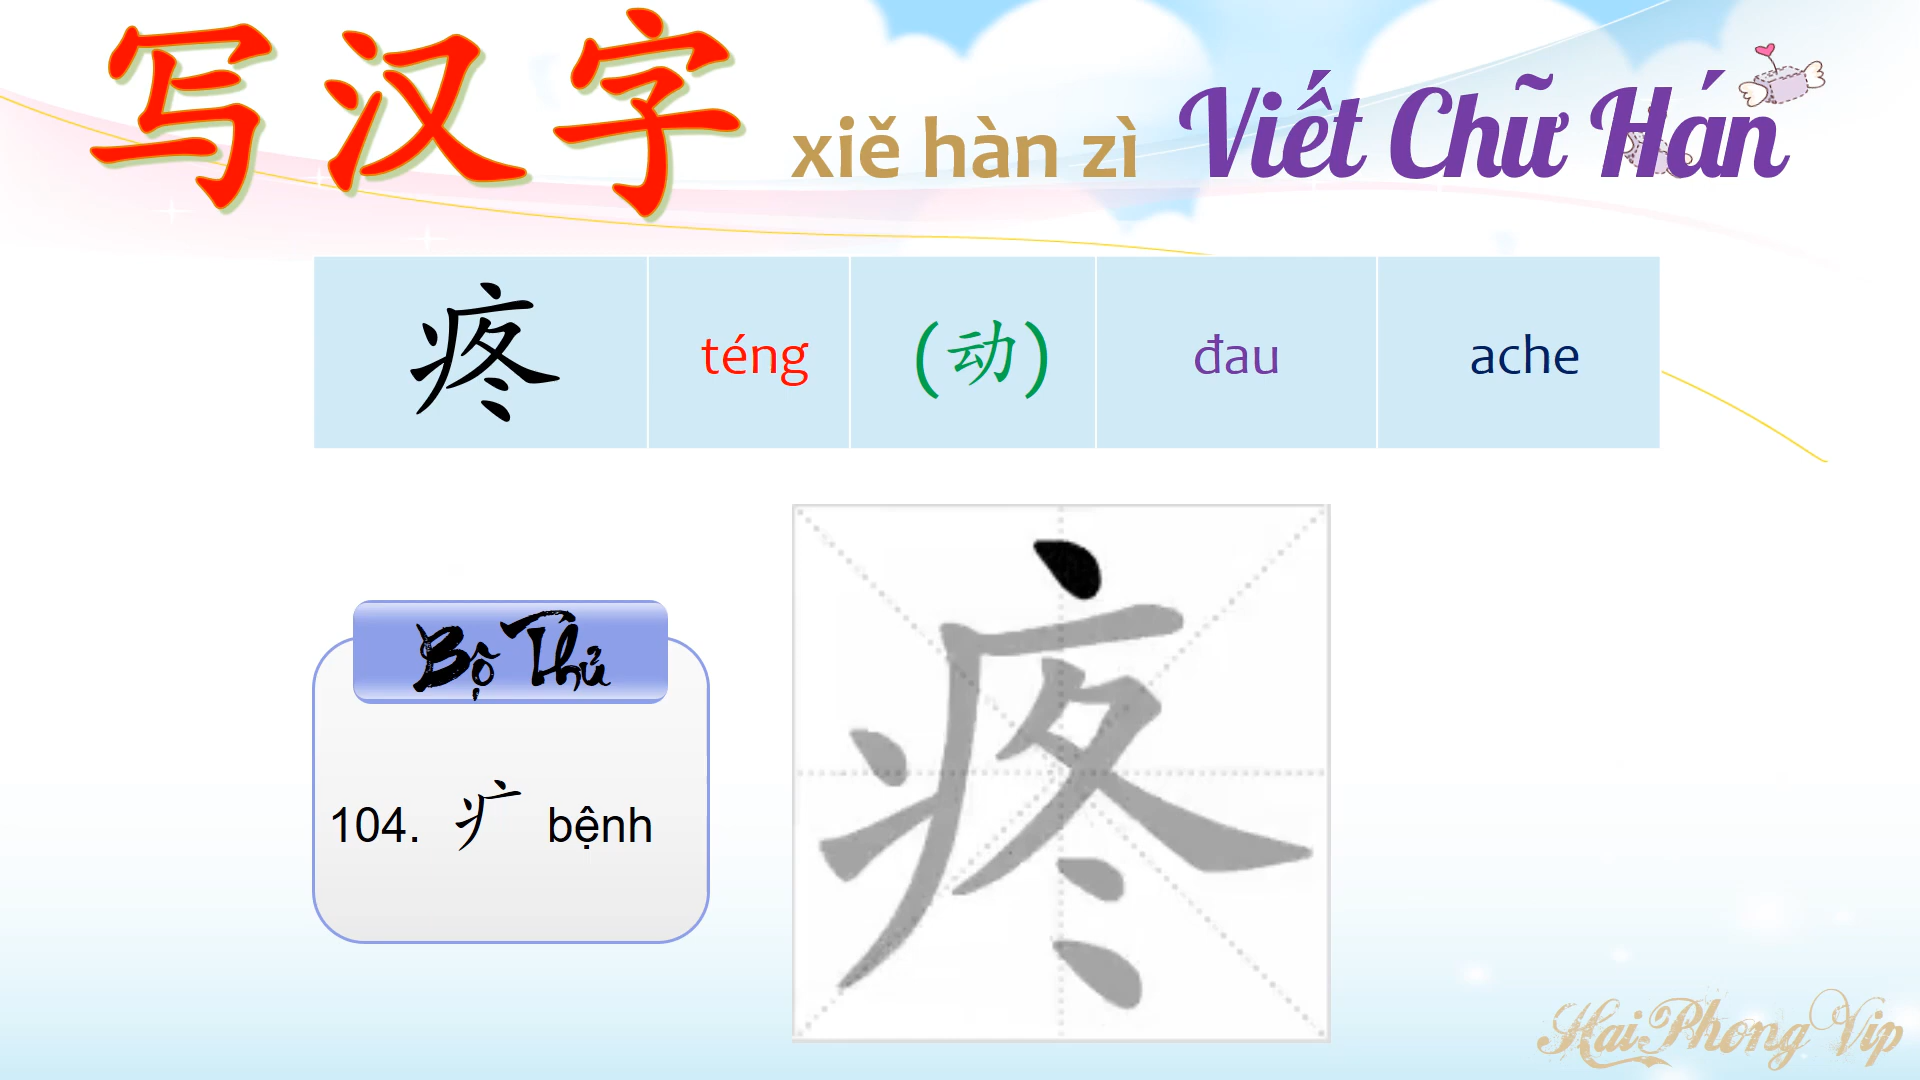 写汉字 xiě hàn zì Viết Chữ Hán
疼 téng (动) đau ache
Bộ Thủ
104. 疒 bệnh
疼
HaiPhongVip